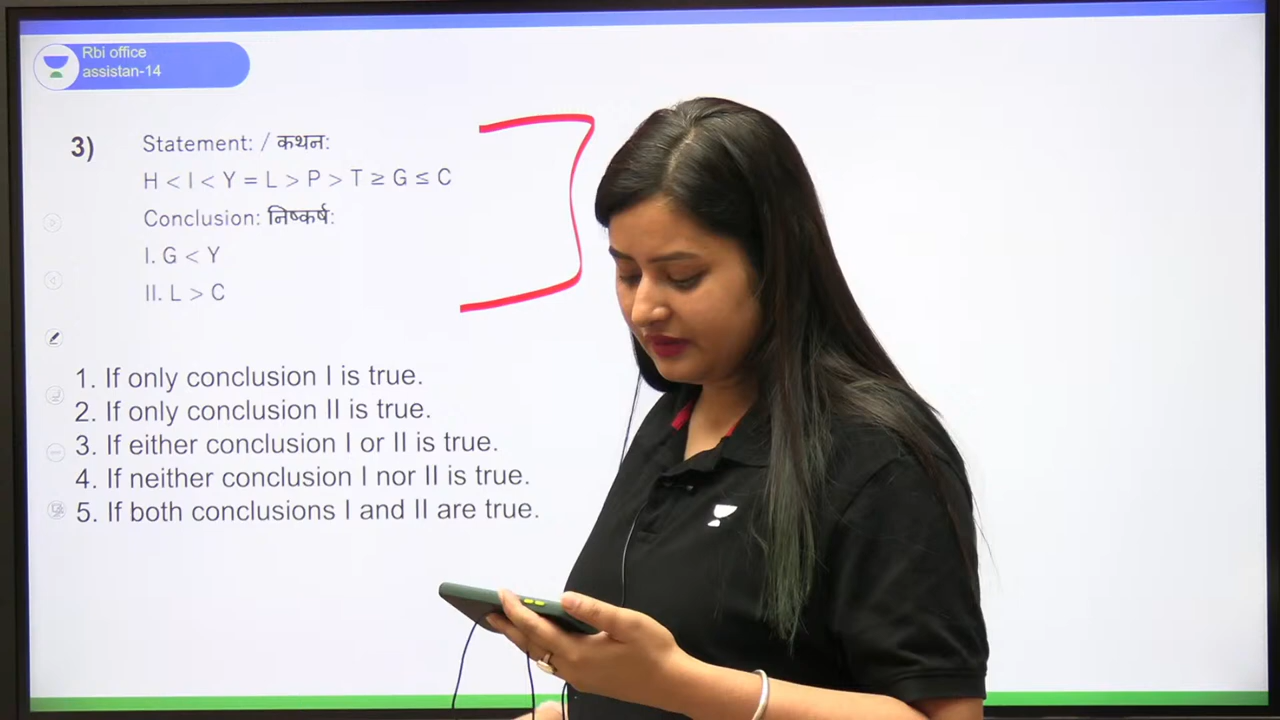 Rbi office
assistan-14
3) Statement: / कथन:
H < I < Y = L > P > T ≥ G ≤ C
Conclusion: निष्कर्ष:
I. G < Y
II. L > C
1. If only conclusion I is true.
2. If only conclusion II is true.
3. If either conclusion I or II is true.
4. If neither conclusion I nor II is true.
5. If both conclusions I and II are true.